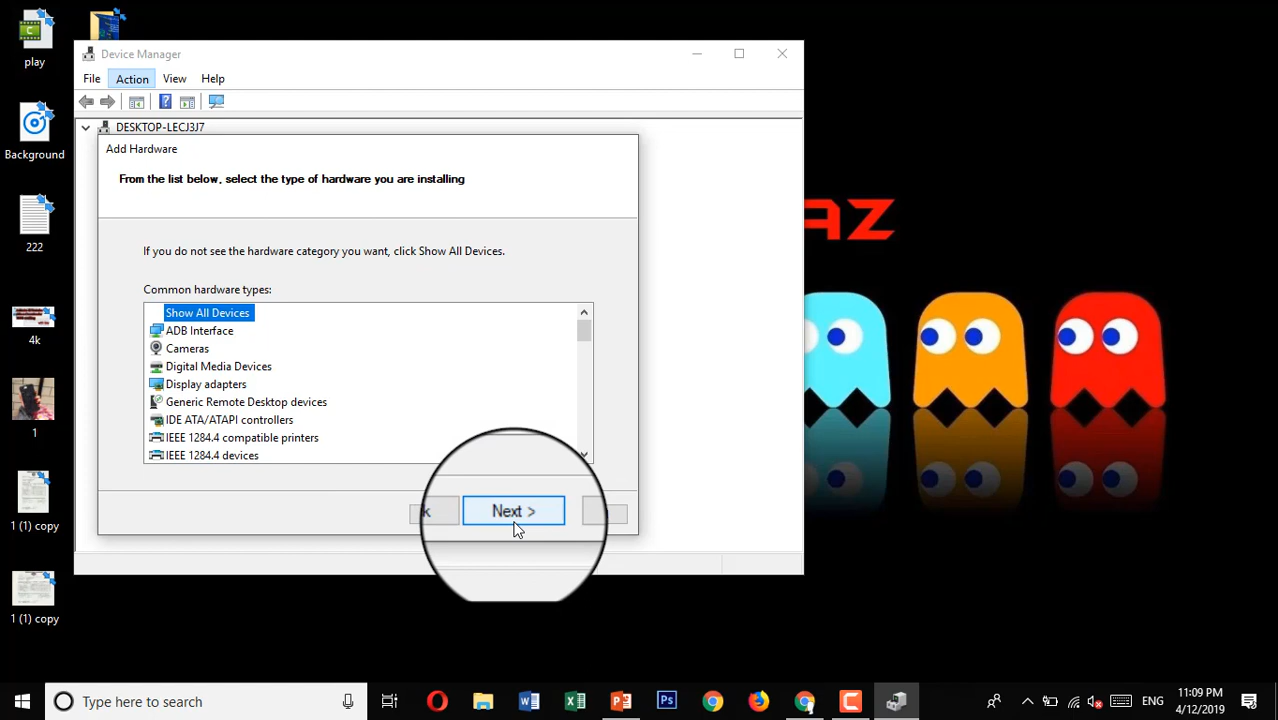 play
Background
222
4k
1
1 (1) copy
1 (1) copy
Device Manager
File Action View Help
DESKTOP-LECJ3J7
Add Hardware
From the list below, select the type of hardware you are installing
If you do not see the hardware category you want, click Show All Devices.
Common hardware types:
Show All Devices
ADB Interface
Cameras
Digital Media Devices
Display adapters
Generic Remote Desktop devices
IDE ATA/ATAPI controllers
IEEE 1284.4 compatible printers
IEEE 1284.4 devices
k Next >
AZ
Type here to search
ENG
11:09 PM
4/12/2019